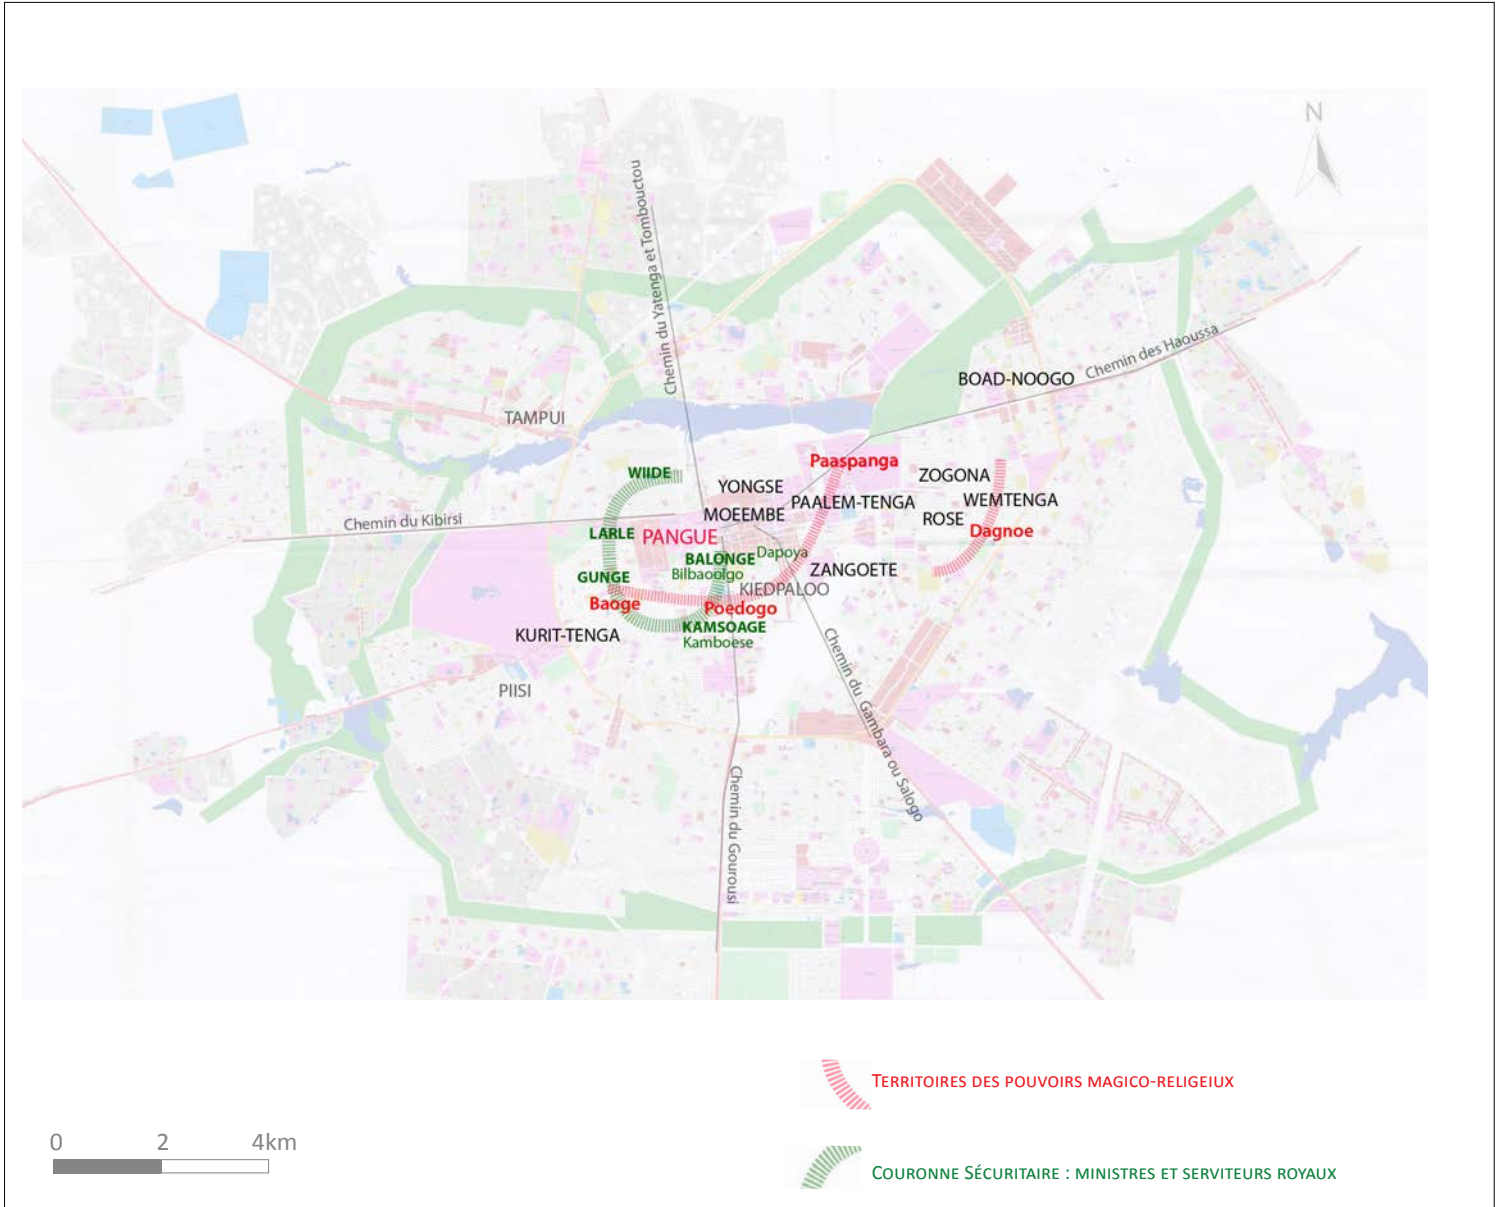 N
Chemin du Yatenga et Tombouctou
Chemin des Haoussa
BOAD-NOOGO
TAMPUI
Paaspanga
WIIDE
ZOGONA
YONGSE
PAALEM-TENGA
WEMTENGA
MOEEMBE
ROSE
Chemin du Kibirsi
LARLE
PANGUE
Dagnoe
Dapoya
BALONGE
Bilbaoolgo
ZANGOETE
GUNGE
KIEDPALOO
Baoge
Poedogo
KAMSOAGE
KURIT-TENGA
Kamboese
Chemin du Gambara ou Salogo
PIISI
Chemin du Gourousi
TERRITOIRES DES POUVOIRS MAGICO-RELIGEIUX
0 2 4km
COURONNE SÉCURITAIRE : MINISTRES ET SERVITEURS ROYAUX